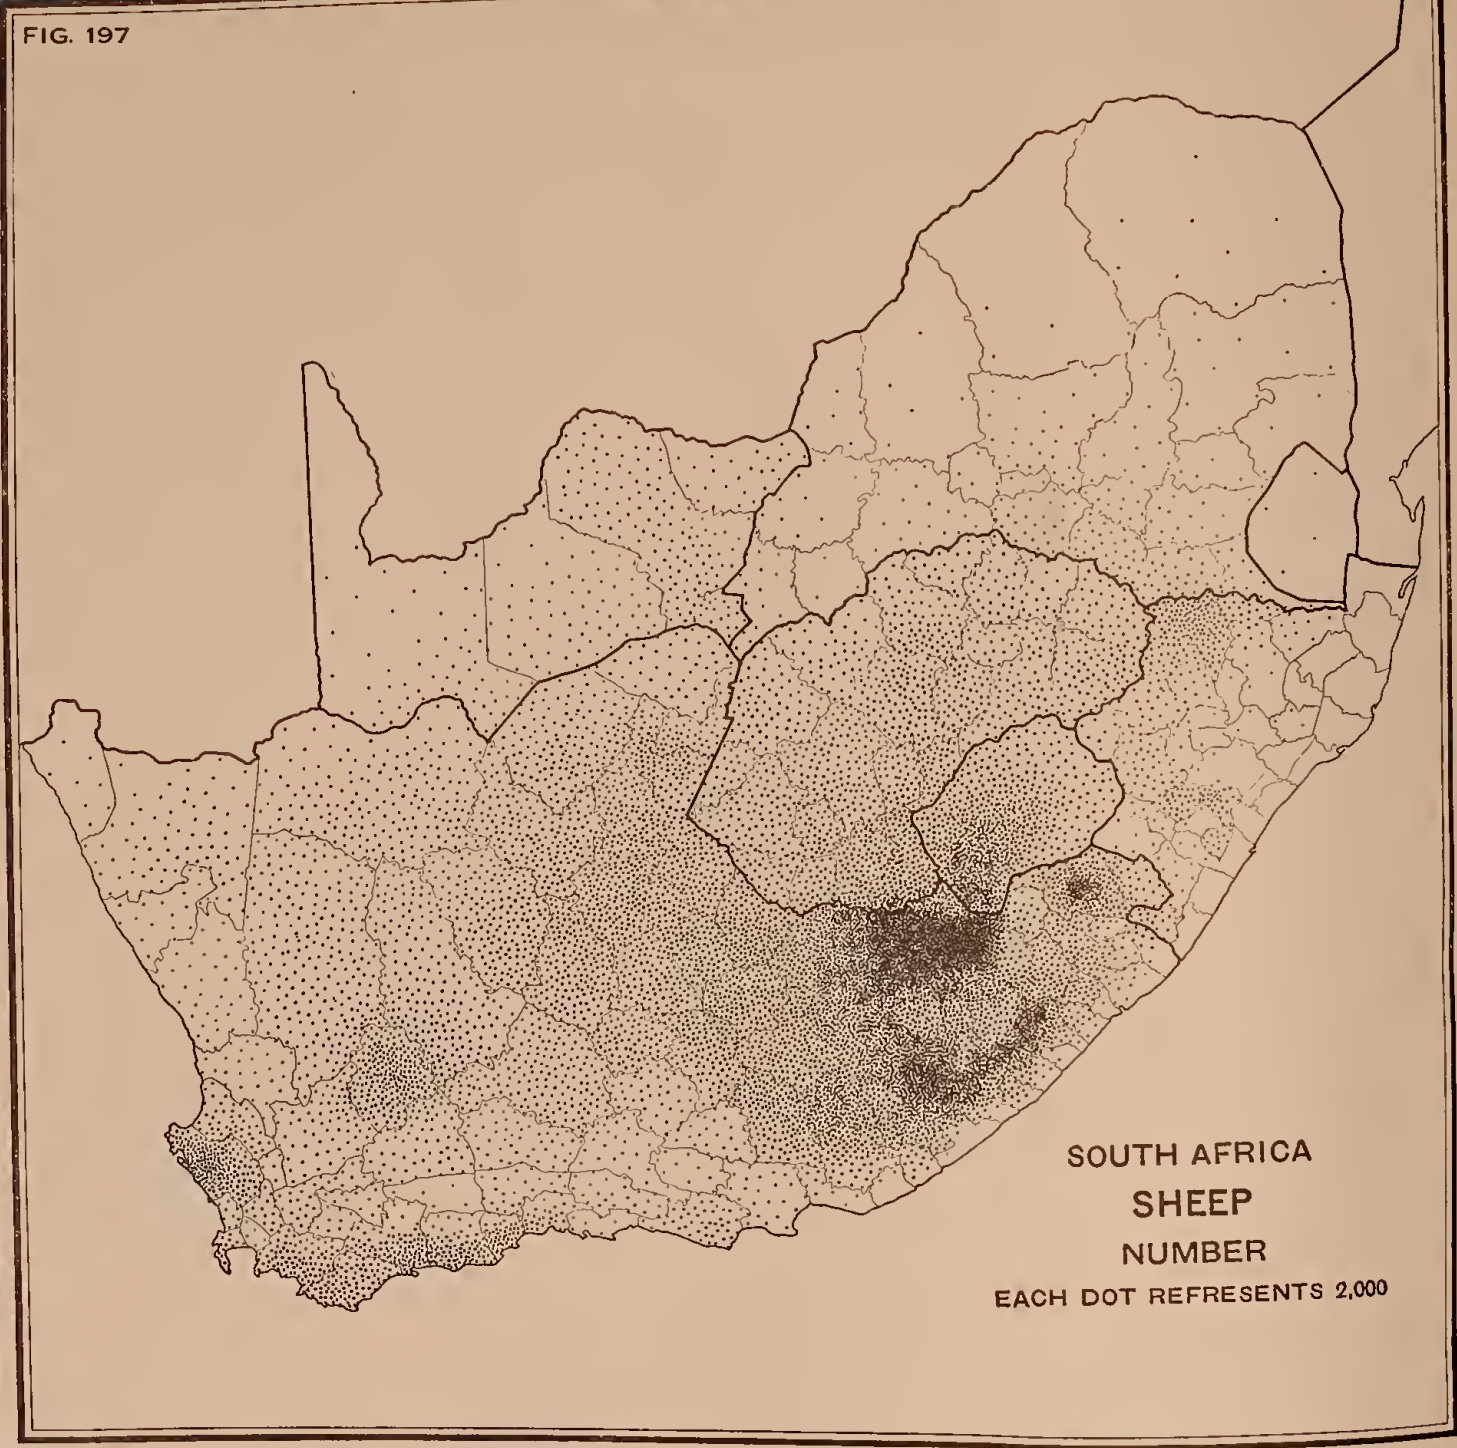 FIG. 197
SOUTH AFRICA
SHEEP
NUMBER
EACH DOT REFRESENTS 2,000